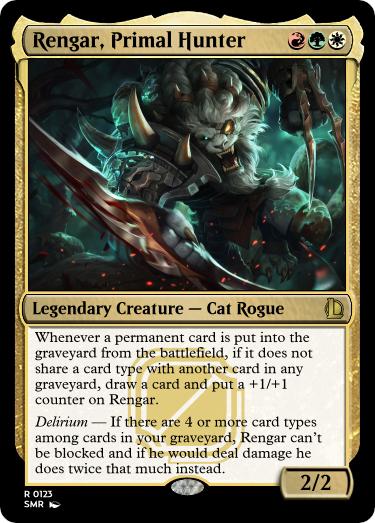 Rengar, Primal Hunter
Legendary Creature — Cat Rogue
Whenever a permanent card is put into the
graveyard from the battlefield, if it does not
share a card type with another card in any
graveyard, draw a card and put a +1/+1
counter on Rengar.
Delirium — If there are 4 or more card types
among cards in your graveyard, Rengar can't
be blocked and if he would deal damage he
does twice that much instead.
2/2
R 0123
SMR